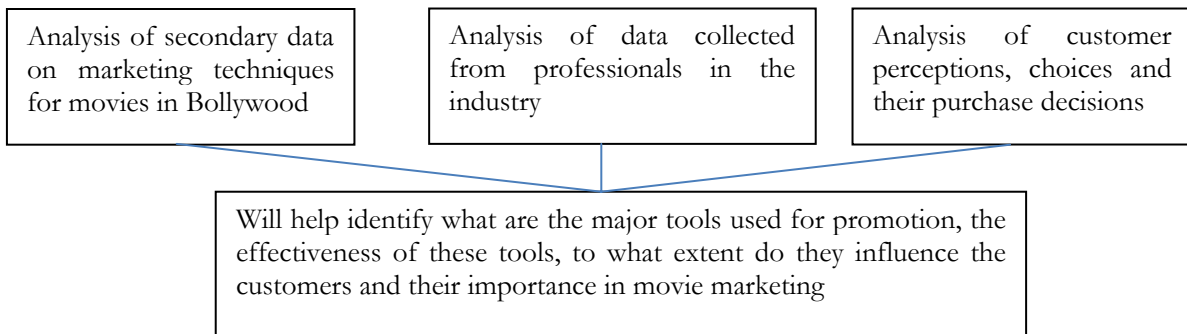 Analysis of secondary data
on marketing techniques
for movies in Bollywood
Analysis of data collected
from professionals in the
industry
Analysis of customer
perceptions, choices and
their purchase decisions
Will help identify what are the major tools used for promotion, the
effectiveness of these tools, to what extent do they influence the
customers and their importance in movie marketing